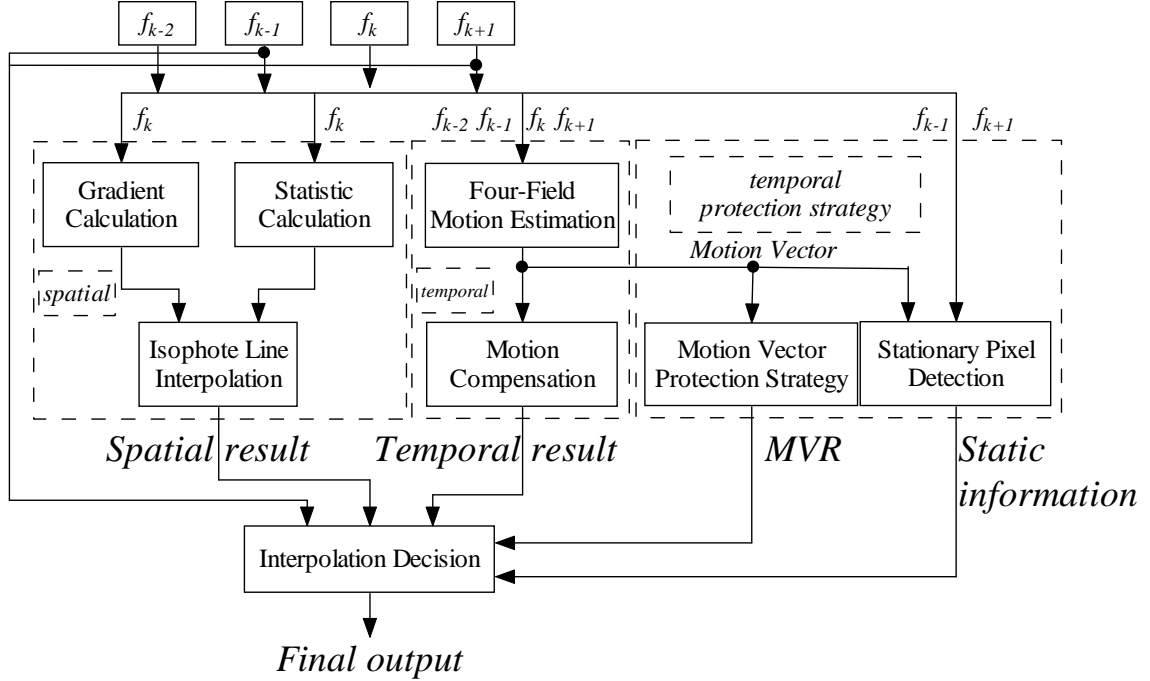 f_{k-2} f_{k-1} f_k f_{k+1}
f_k f_k f_{k-2} f_{k-1} f_k f_{k+1} f_{k-1} f_{k+1}
Gradient
Calculation
Statistic
Calculation
Four-Field
Motion Estimation
temporal
protection strategy
Motion Vector
spatial
temporal
Isophote Line
Interpolation
Motion
Compensation
Motion Vector
Protection Strategy
Stationary Pixel
Detection
Spatial result
Temporal result
MVR
Static
information
Interpolation Decision
Final output